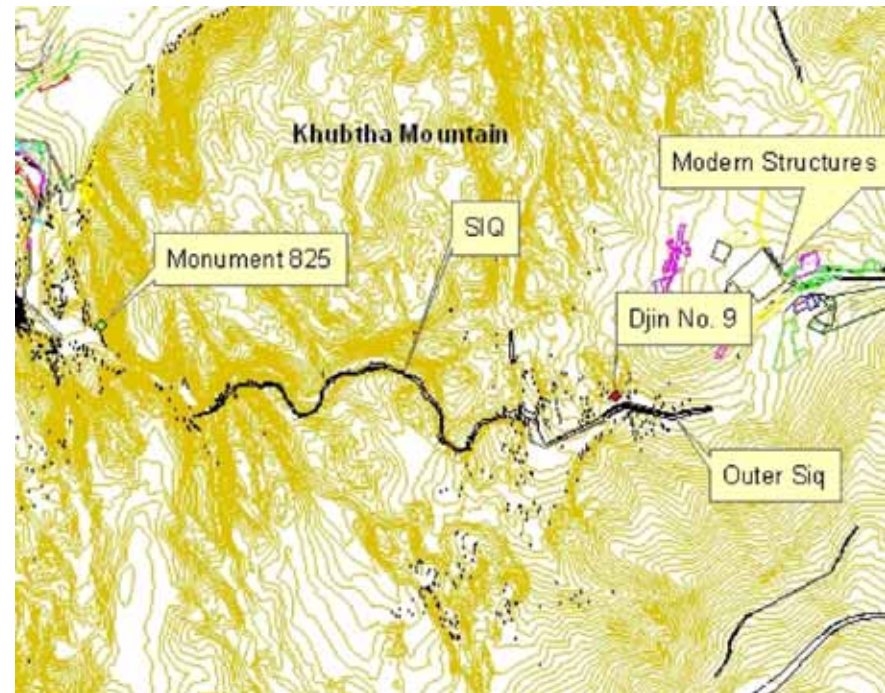 Khubtha Mountain
Modern Structures
SIQ
Monument 825
Djin No. 9
Outer Siq